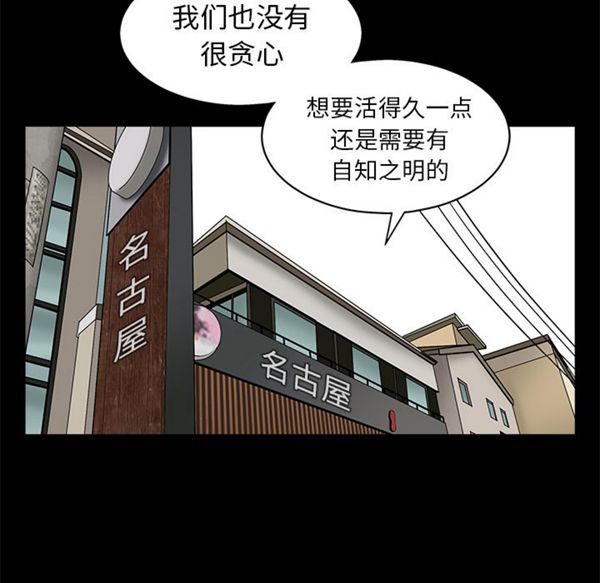 我们也没有
很贪心
想要活得久一点
还是需要有
自知之明的
名古屋
名古屋